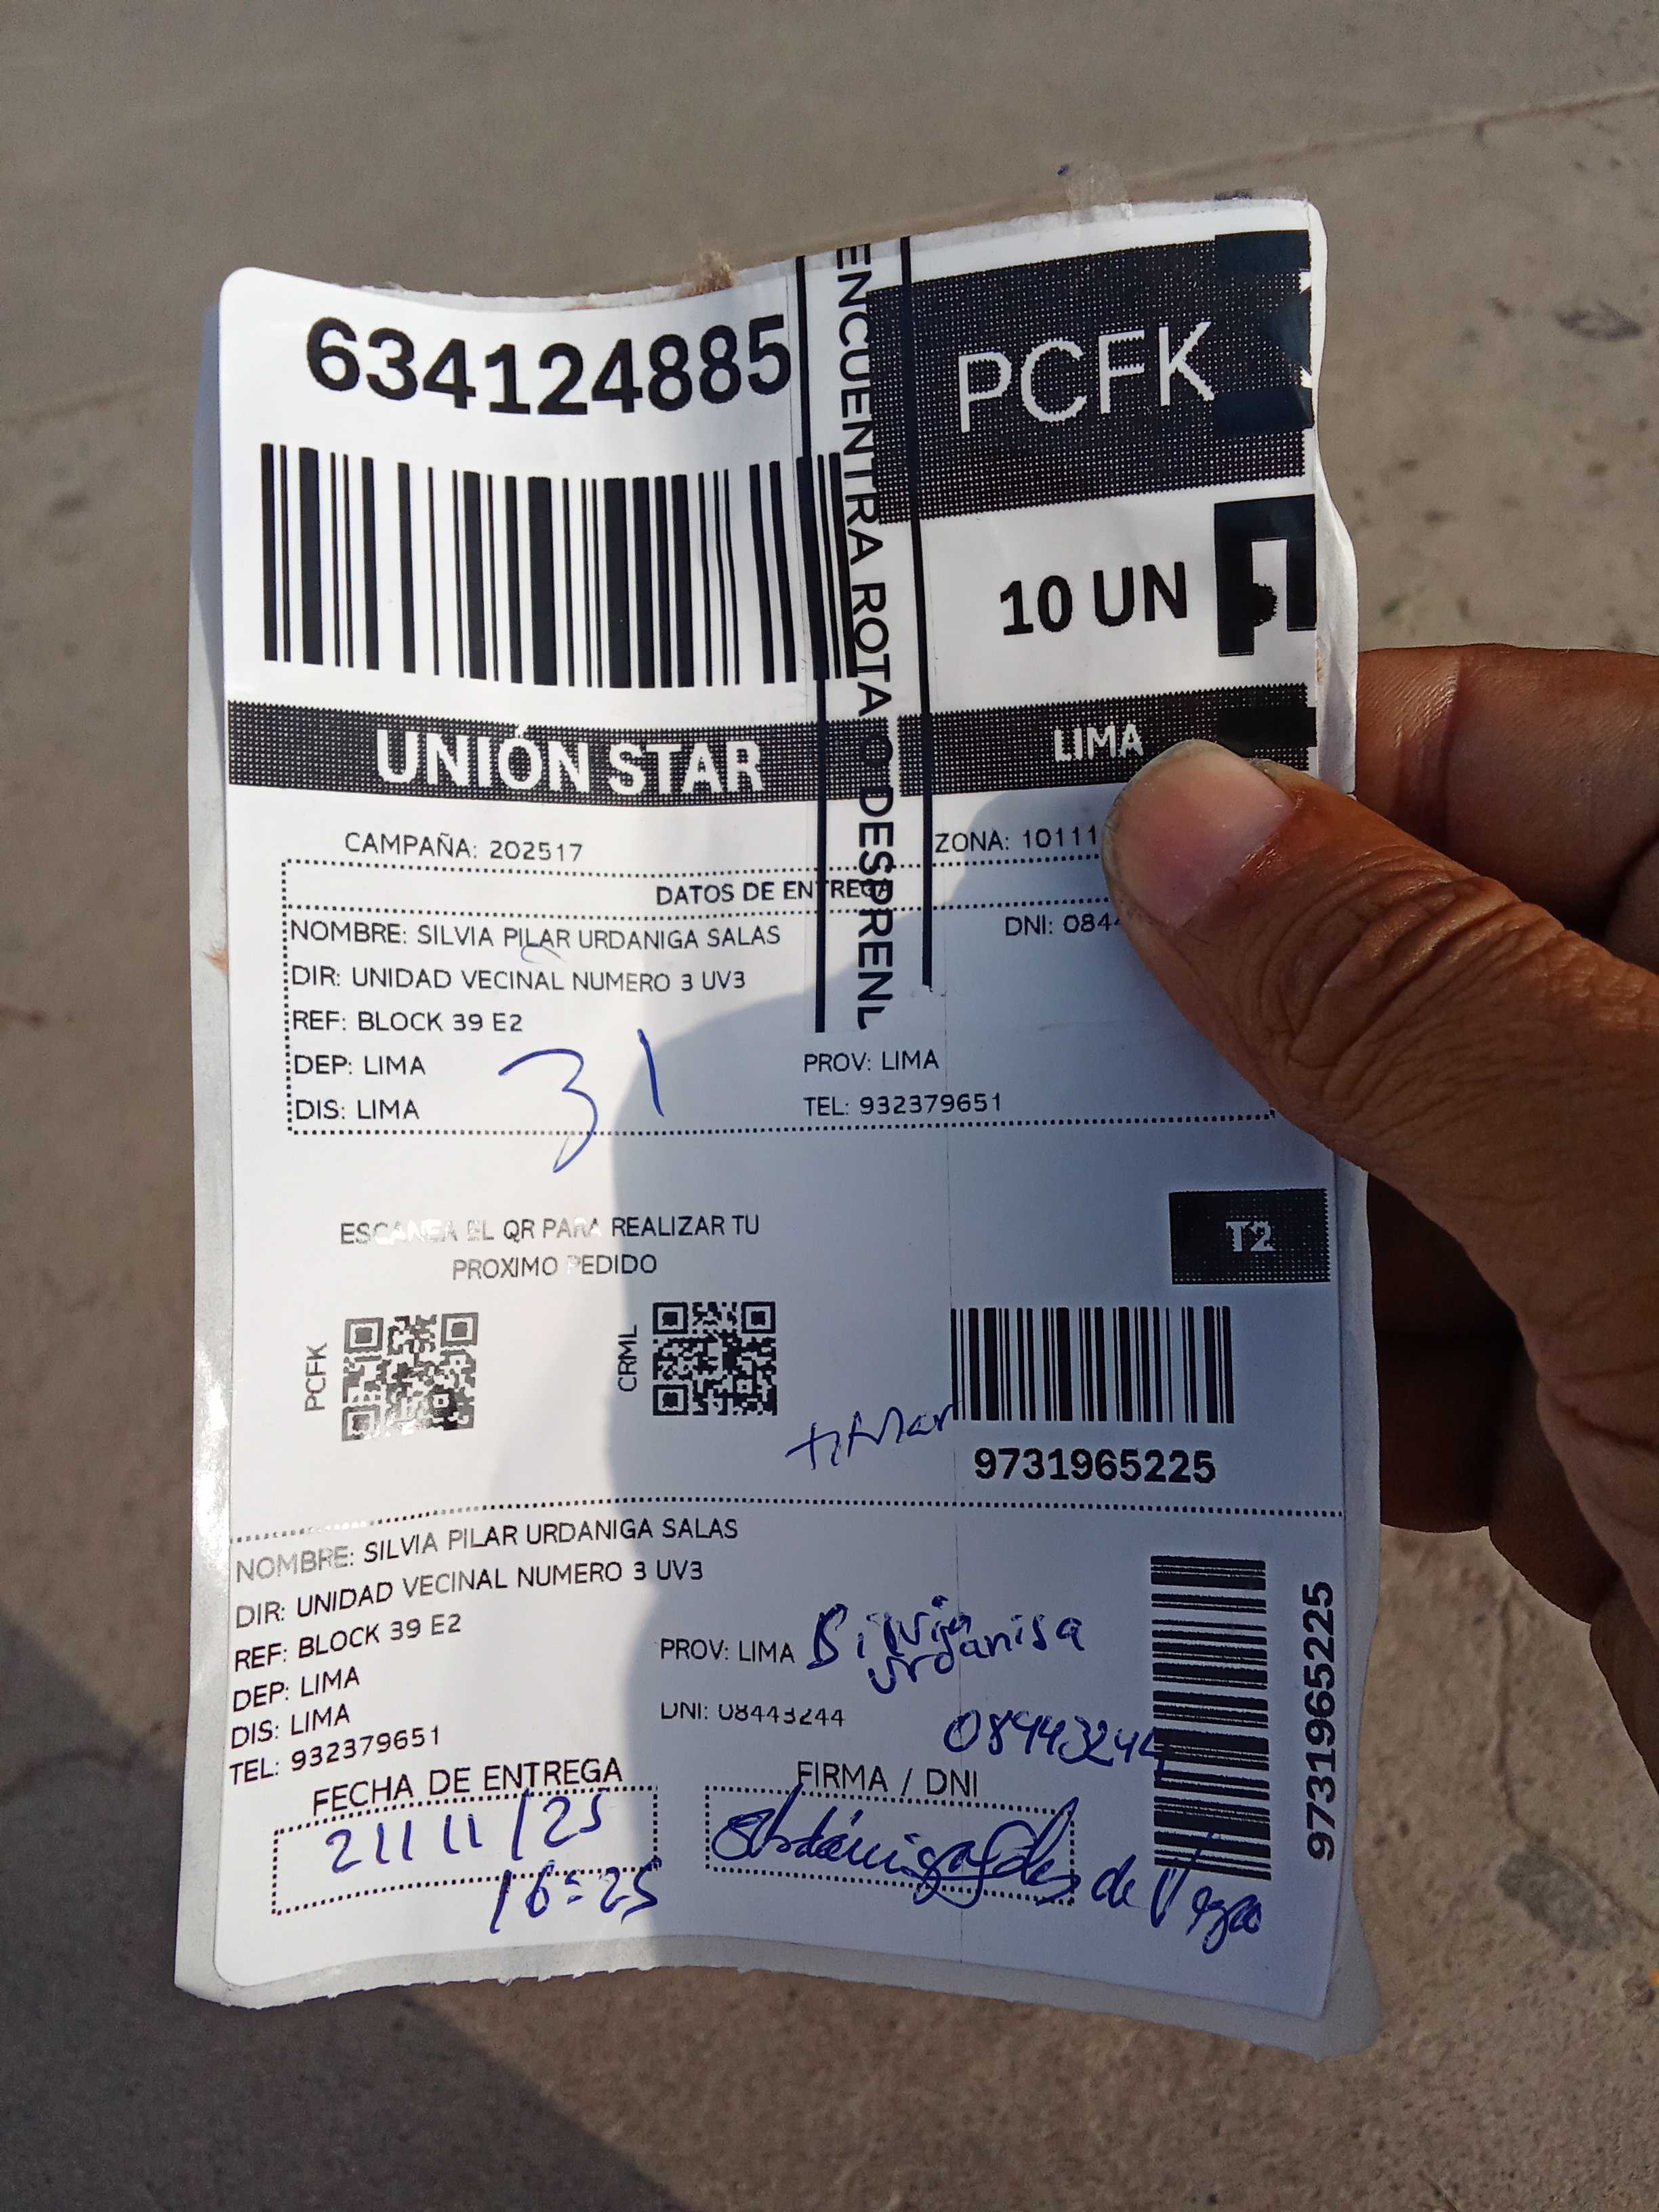 634124885
PCFK
ENCUENTRA ROTA O DESPREN
10 UN
UNIÓN STAR
LIMA
CAMPAÑA: 202517
ZONA: 10111
DATOS DE ENTREGA
NOMBRE: SILVIA PILAR URDANIGA SALAS
DNI: 084
DIR: UNIDAD VECINAL NUMERO 3 UV3
REF: BLOCK 39 E2
DEP: LIMA
PROV: LIMA
DIS: LIMA
TEL: 932379651
31
ESCANEA EL QR PARA REALIZAR TU
PROXIMO PEDIDO
T2
PCFK
CRML
9731965225
NOMBRE: SILVIA PILAR URDANIGA SALAS
DIR: UNIDAD VECINAL NUMERO 3 UV3
REF: BLOCK 39 E2
DEP: LIMA
PROV: LIMA
DIS: LIMA
DNI: 08443244
08443244
TEL: 932379651
9731965225
FECHA DE ENTREGA
FIRMA / DNI
21/11/25
16:25
de Vega